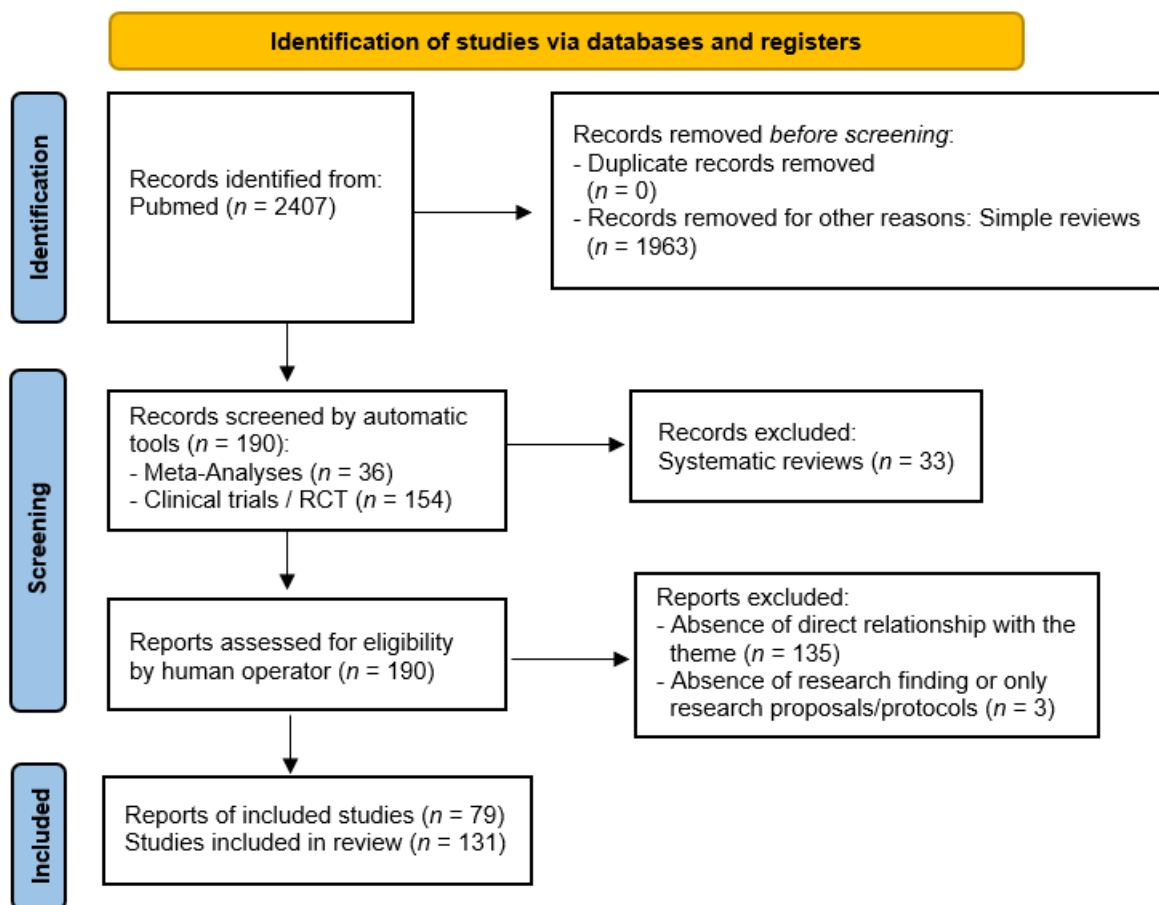 Identification of studies via databases and registers
Identification
Records identified from:
Pubmed (n = 2407)
Records removed before screening:
- Duplicate records removed
(n = 0)
- Records removed for other reasons: Simple reviews
(n = 1963)
Screening
Records screened by automatic
tools (n = 190):
- Meta-Analyses (n = 36)
- Clinical trials / RCT (n = 154)
Records excluded:
Systematic reviews (n = 33)
Reports assessed for eligibility
by human operator (n = 190)
Reports excluded:
- Absence of direct relationship with the
theme (n = 135)
- Absence of research finding or only
research proposals/protocols (n = 3)
Included
Reports of included studies (n = 79)
Studies included in review (n = 131)